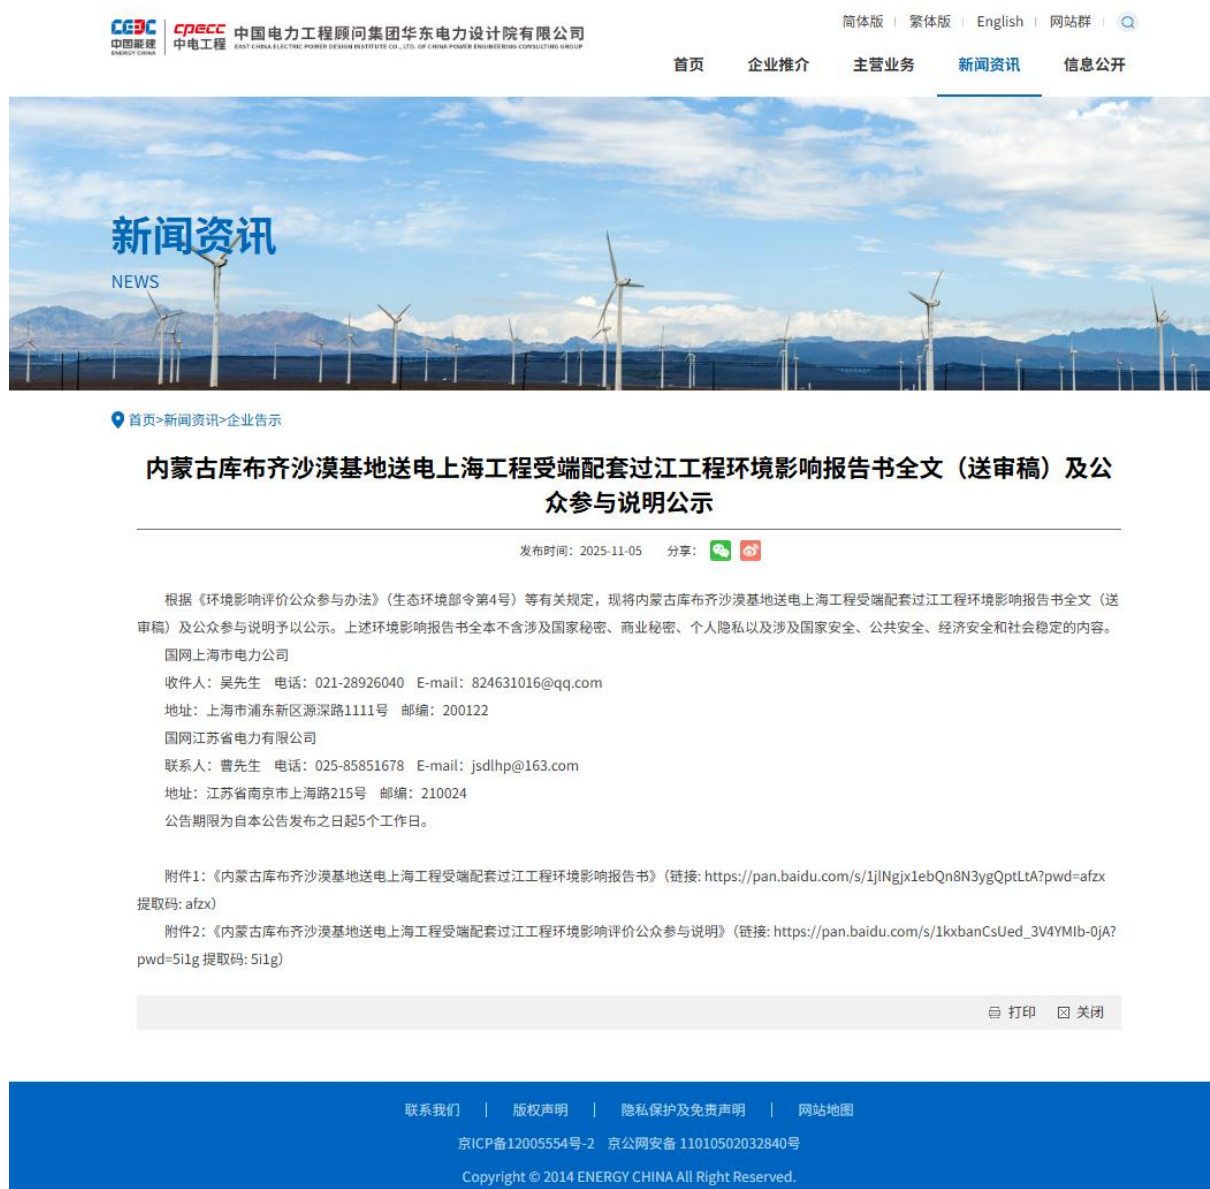 简体版 | 繁体版 | English | 网站群
CEEC
中国能建
ENERGY CHINA
CPECC
中电工程
中国电力工程顾问集团华东电力设计院有限公司
EAST CHINA ELECTRIC POWER DESIGN INSTITUTE CO., LTD. OF CHINA POWER ENGINEERING CONSULTING GROUP
首页 企业推介 主营业务 新闻资讯 信息公开
新闻资讯
NEWS
首页>新闻资讯>企业告示
内蒙古库布齐沙漠基地送电上海工程受端配套过江工程环境影响报告书全文（送审稿）及公
众参与说明公示
发布时间：2025-11-05 分享：
根据《环境影响评价公众参与办法》（生态环境部令第4号）等有关规定，现将内蒙古库布齐沙漠基地送电上海工程受端配套过江工程环境影响报告书全文（送
审稿）及公众参与说明予以公示。上述环境影响报告书全本不含涉及国家秘密、商业秘密、个人隐私以及涉及国家安全、公共安全、经济安全和社会稳定的内容。
国网上海市电力公司
收件人：吴先生 电话：021-28926040 E-mail：824631016@qq.com
地址：上海市浦东新区源深路1111号 邮编：200122
国网江苏省电力有限公司
联系人：曹先生 电话：025-85851678 E-mail：jsdlhp@163.com
地址：江苏省南京市上海路215号 邮编：210024
公告期限为自本公告发布之日起5个工作日。
附件1：《内蒙古库布齐沙漠基地送电上海工程受端配套过江工程环境影响报告书》（链接: https://pan.baidu.com/s/1jlNgjx1ebQn8N3ygQptLtA?pwd=afzx
提取码: afzx）
附件2：《内蒙古库布齐沙漠基地送电上海工程受端配套过江工程环境影响评价公众参与说明》（链接: https://pan.baidu.com/s/1kxbanCsUed_3V4YMIb-0jA?
pwd=5i1g 提取码: 5i1g）
打印 关闭
联系我们 | 版权声明 | 隐私保护及免责声明 | 网站地图
京ICP备12005554号-2 京公网安备 11010502032840号
Copyright © 2014 ENERGY CHINA All Right Reserved.